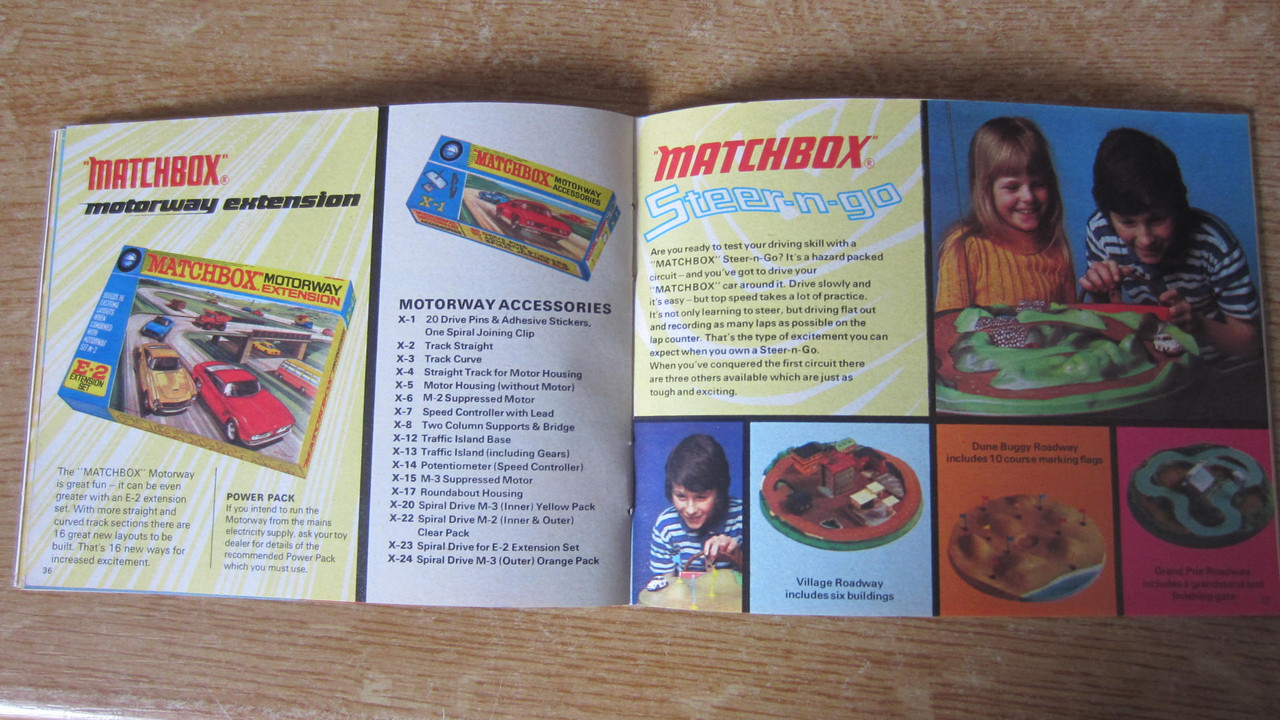 "MATCHBOX"®
motorway extension
"MATCHBOX" MOTORWAY
EXTENSION
E-2
EXTENSION
SET
The "MATCHBOX" Motorway
is great fun – it can be even
greater with an E-2 extension
set. With more straight and
curved track sections there are
16 great new layouts to be
built. That's 16 new ways for
increased excitement.
36
POWER PACK
If you intend to run the
Motorway from the mains
electricity supply, ask your toy
dealer for details of the
recommended Power Pack
which you must use.
"MATCHBOX" MOTORWAY
ACCESSORIES
X-1
MOTORWAY ACCESSORIES
X-1 20 Drive Pins & Adhesive Stickers,
One Spiral Joining Clip
X-2 Track Straight
X-3 Track Curve
X-4 Straight Track for Motor Housing
X-5 Motor Housing (without Motor)
X-6 M-2 Suppressed Motor
X-7 Speed Controller with Lead
X-8 Two Column Supports & Bridge
X-12 Traffic Island Base
X-13 Traffic Island (including Gears)
X-14 Potentiometer (Speed Controller)
X-15 M-3 Suppressed Motor
X-17 Roundabout Housing
X-20 Spiral Drive M-3 (Inner) Yellow Pack
X-22 Spiral Drive M-2 (Inner & Outer)
Clear Pack
X-23 Spiral Drive for E-2 Extension Set
X-24 Spiral Drive M-3 (Outer) Orange Pack
"MATCHBOX"®
Steer-n-go
Are you ready to test your driving skill with a
"MATCHBOX" Steer-n-Go? It's a hazard packed
circuit – and you've got to drive your
"MATCHBOX" car around it. Drive slowly and
it's easy – but top speed takes a lot of practice.
It's not only learning to steer, but driving flat out
and recording as many laps as possible on the
lap counter. That's the type of excitement you can
expect when you own a Steer-n-Go.
When you've conquered the first circuit there
are three others available which are just as
tough and exciting.
Village Roadway
includes six buildings
Dune Buggy Roadway
includes 10 course marking flags
Grand Prix Roadway
includes a grandstand and
finishing gate